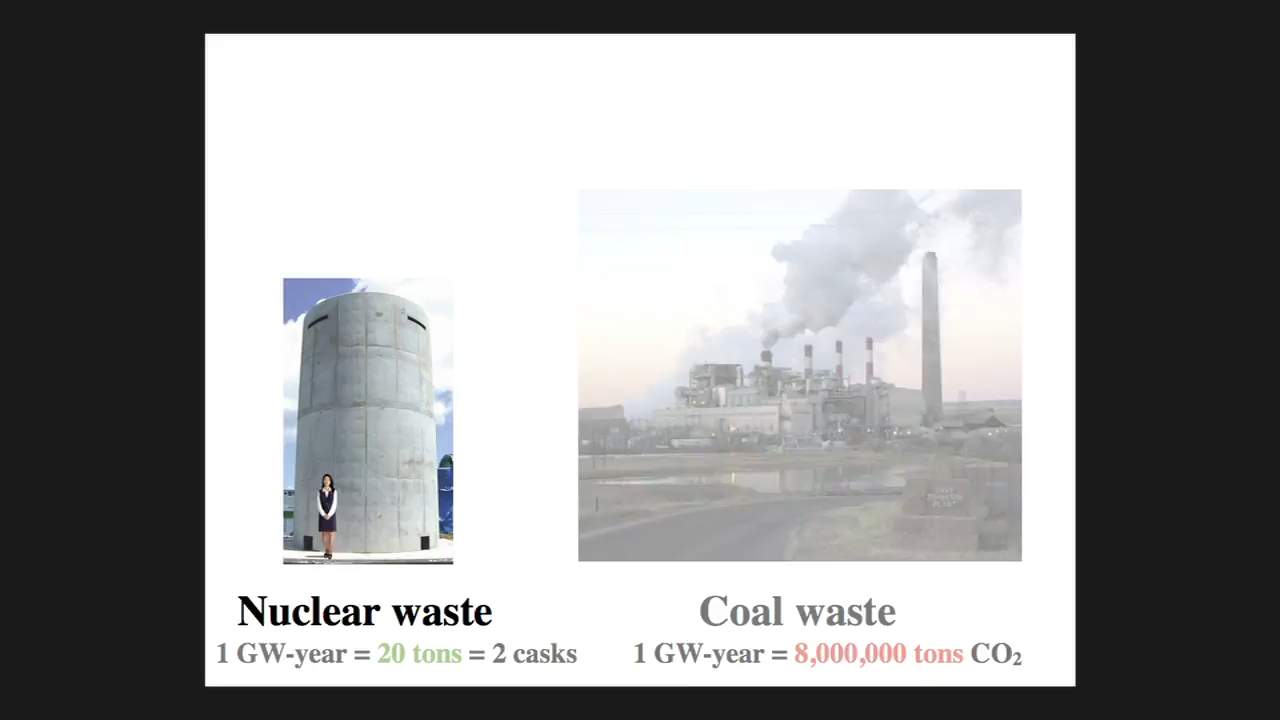 Nuclear waste
1 GW-year = 20 tons = 2 casks
Coal waste
1 GW-year = 8,000,000 tons CO₂